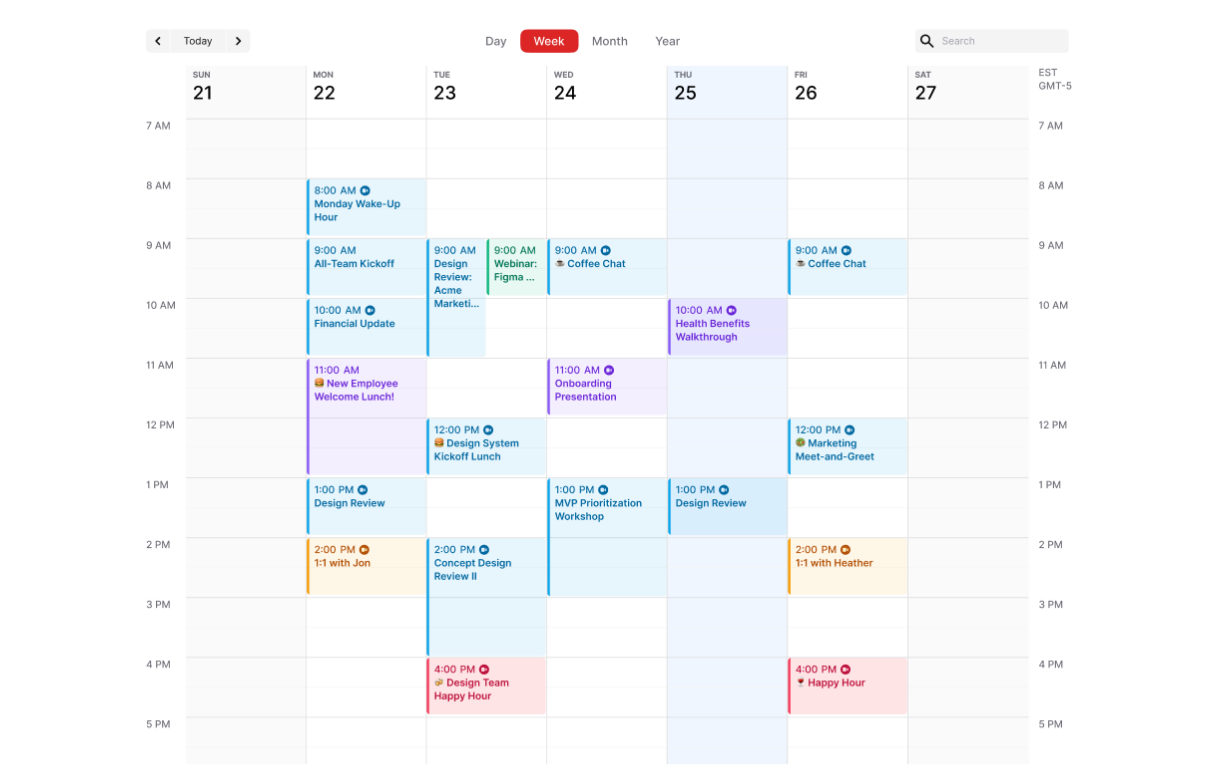 Today
Day Week Month Year
Search
SUN
21
MON
22
TUE
23
WED
24
THU
25
FRI
26
SAT
27
EST
GMT-5
7 AM
7 AM
8 AM
8:00 AM
Monday Wake-Up
Hour
8 AM
9 AM
9:00 AM
All-Team Kickoff
9:00 AM
Design
Review:
Acme
Marketi...
9:00 AM
Webinar:
Figma ...
9:00 AM
☕ Coffee Chat
9:00 AM
☕ Coffee Chat
9 AM
10 AM
10:00 AM
Financial Update
10:00 AM
Health Benefits
Walkthrough
10 AM
11 AM
11:00 AM
🍔 New Employee
Welcome Lunch!
11:00 AM
Onboarding
Presentation
11 AM
12 PM
12:00 PM
🍔 Design System
Kickoff Lunch
12:00 PM
Marketing
Meet-and-Greet
12 PM
1 PM
1:00 PM
Design Review
1:00 PM
MVP Prioritization
Workshop
1:00 PM
Design Review
1 PM
2 PM
2:00 PM
1:1 with Jon
2:00 PM
Concept Design
Review II
2:00 PM
1:1 with Heather
2 PM
3 PM
3 PM
4 PM
4:00 PM
Design Team
Happy Hour
4:00 PM
🍷 Happy Hour
4 PM
5 PM
5 PM